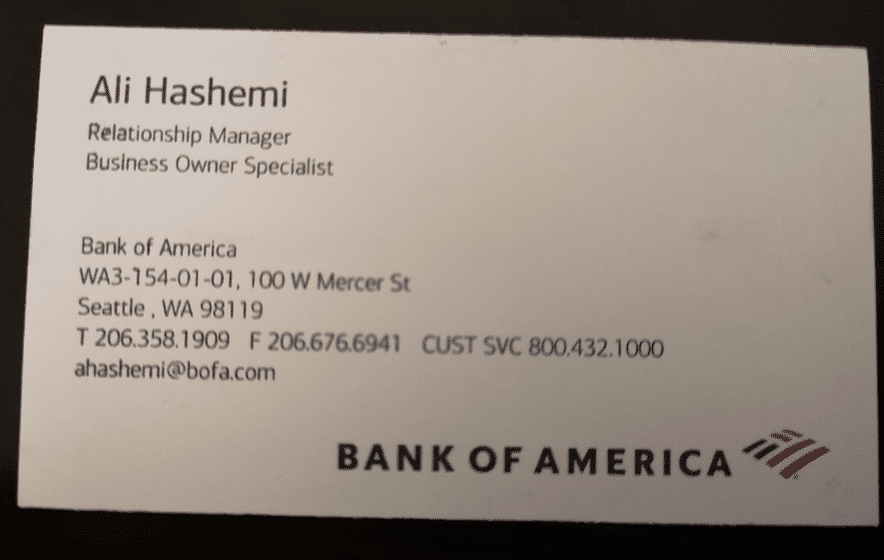 Ali Hashemi
Relationship Manager
Business Owner Specialist
Bank of America
WA3-154-01-01, 100 W Mercer St
Seattle , WA 98119
T 206.358.1909 F 206.676.6941 CUST SVC 800.432.1000
ahashemi@bofa.com
BANK OF AMERICA